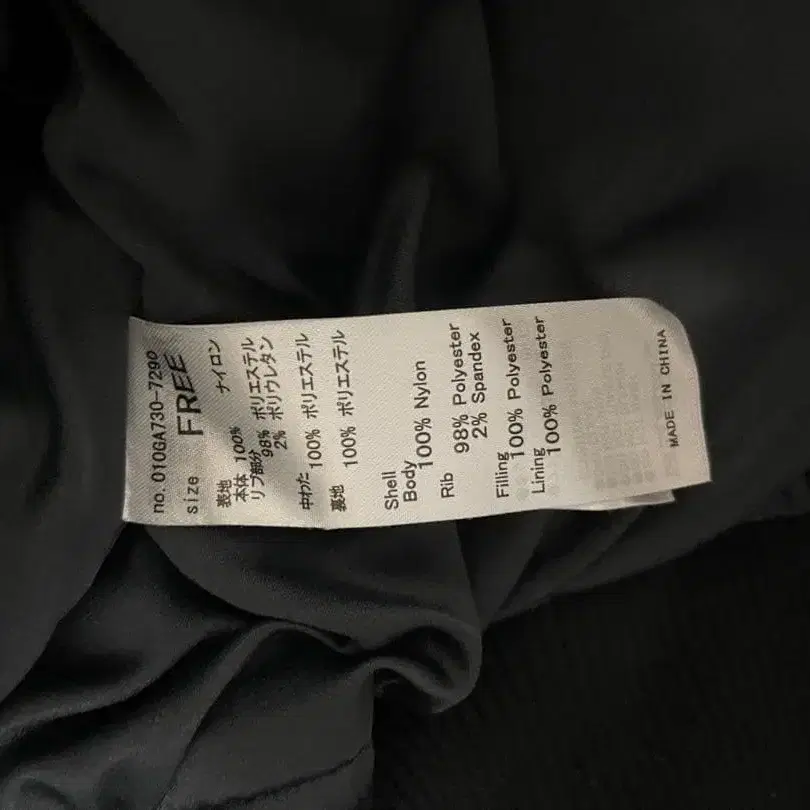 no. 010GA730-7290
size FREE
表地
本体 100% ナイロン
リブ部分 98% ポリエステル
2% ポリウレタン
中わた 100% ポリエステル
裏地 100% ポリエステル
Shell
Body 100% Nylon
Rib 98% Polyester
2% Spandex
Filling 100% Polyester
Lining 100% Polyester
MADE IN CHINA